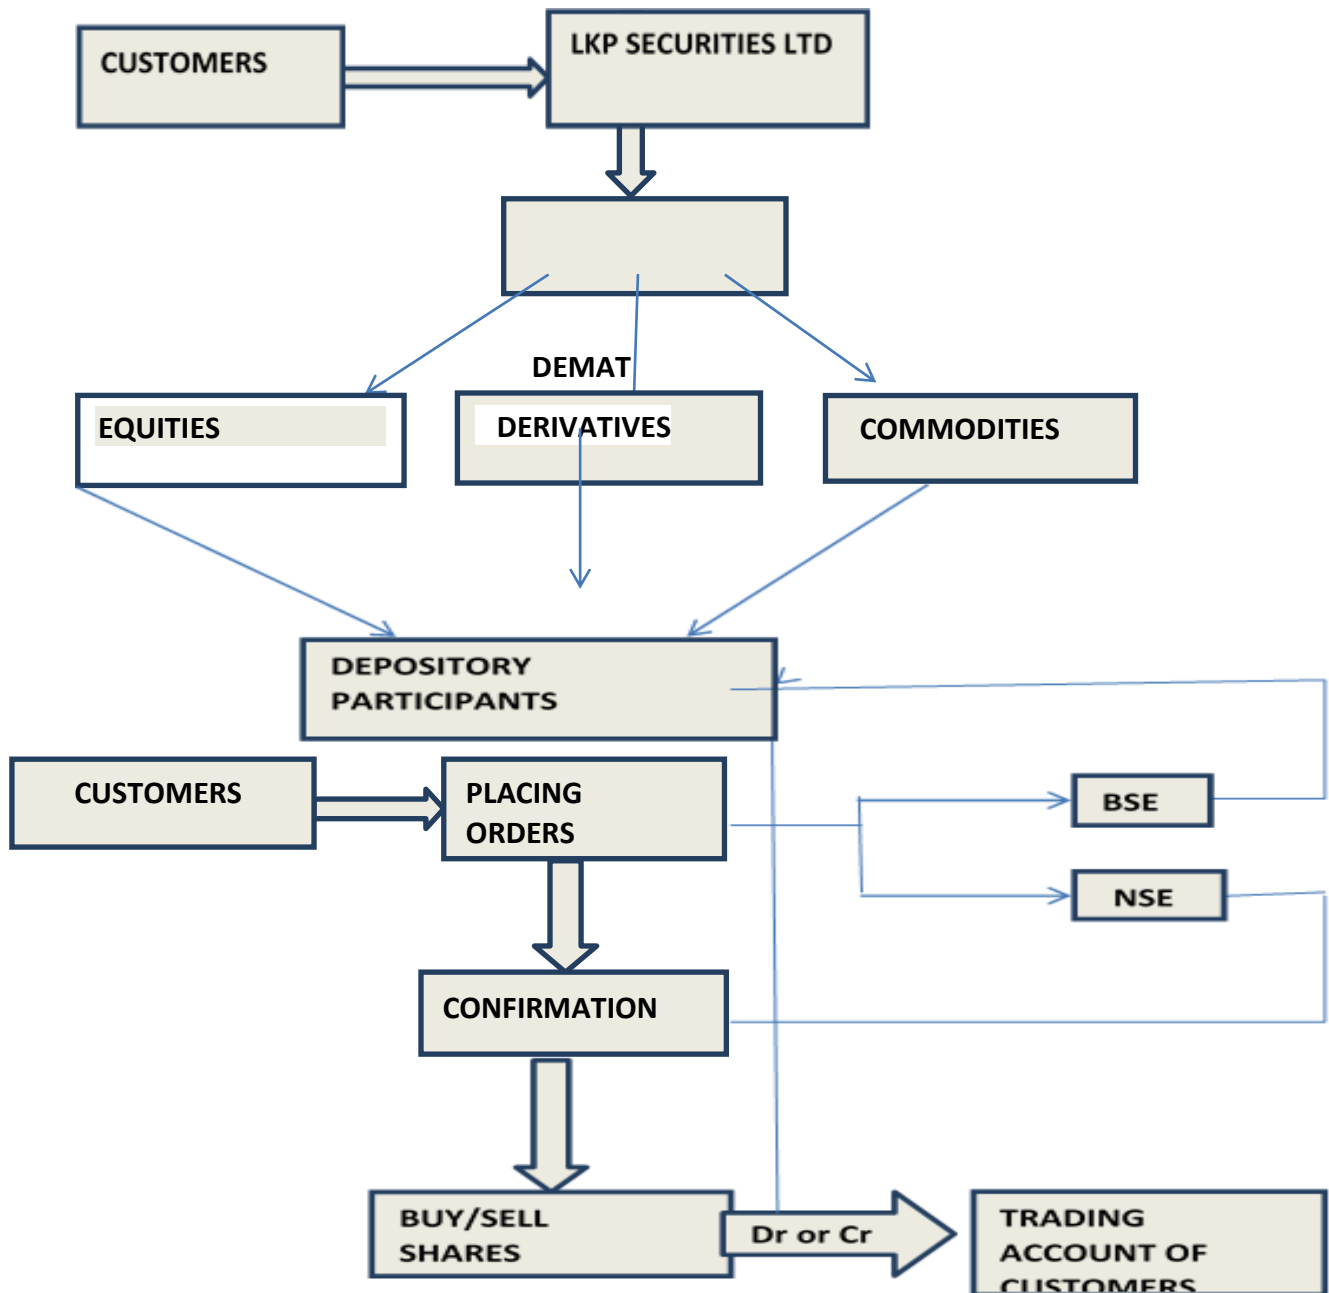 CUSTOMERS
LKP SECURITIES LTD
DEMAT
EQUITIES
DERIVATIVES
COMMODITIES
DEPOSITORY
PARTICIPANTS
CUSTOMERS
PLACING
ORDERS
BSE
NSE
CONFIRMATION
BUY/SELL
SHARES
Dr or Cr
TRADING
ACCOUNT OF
CUSTOMERS